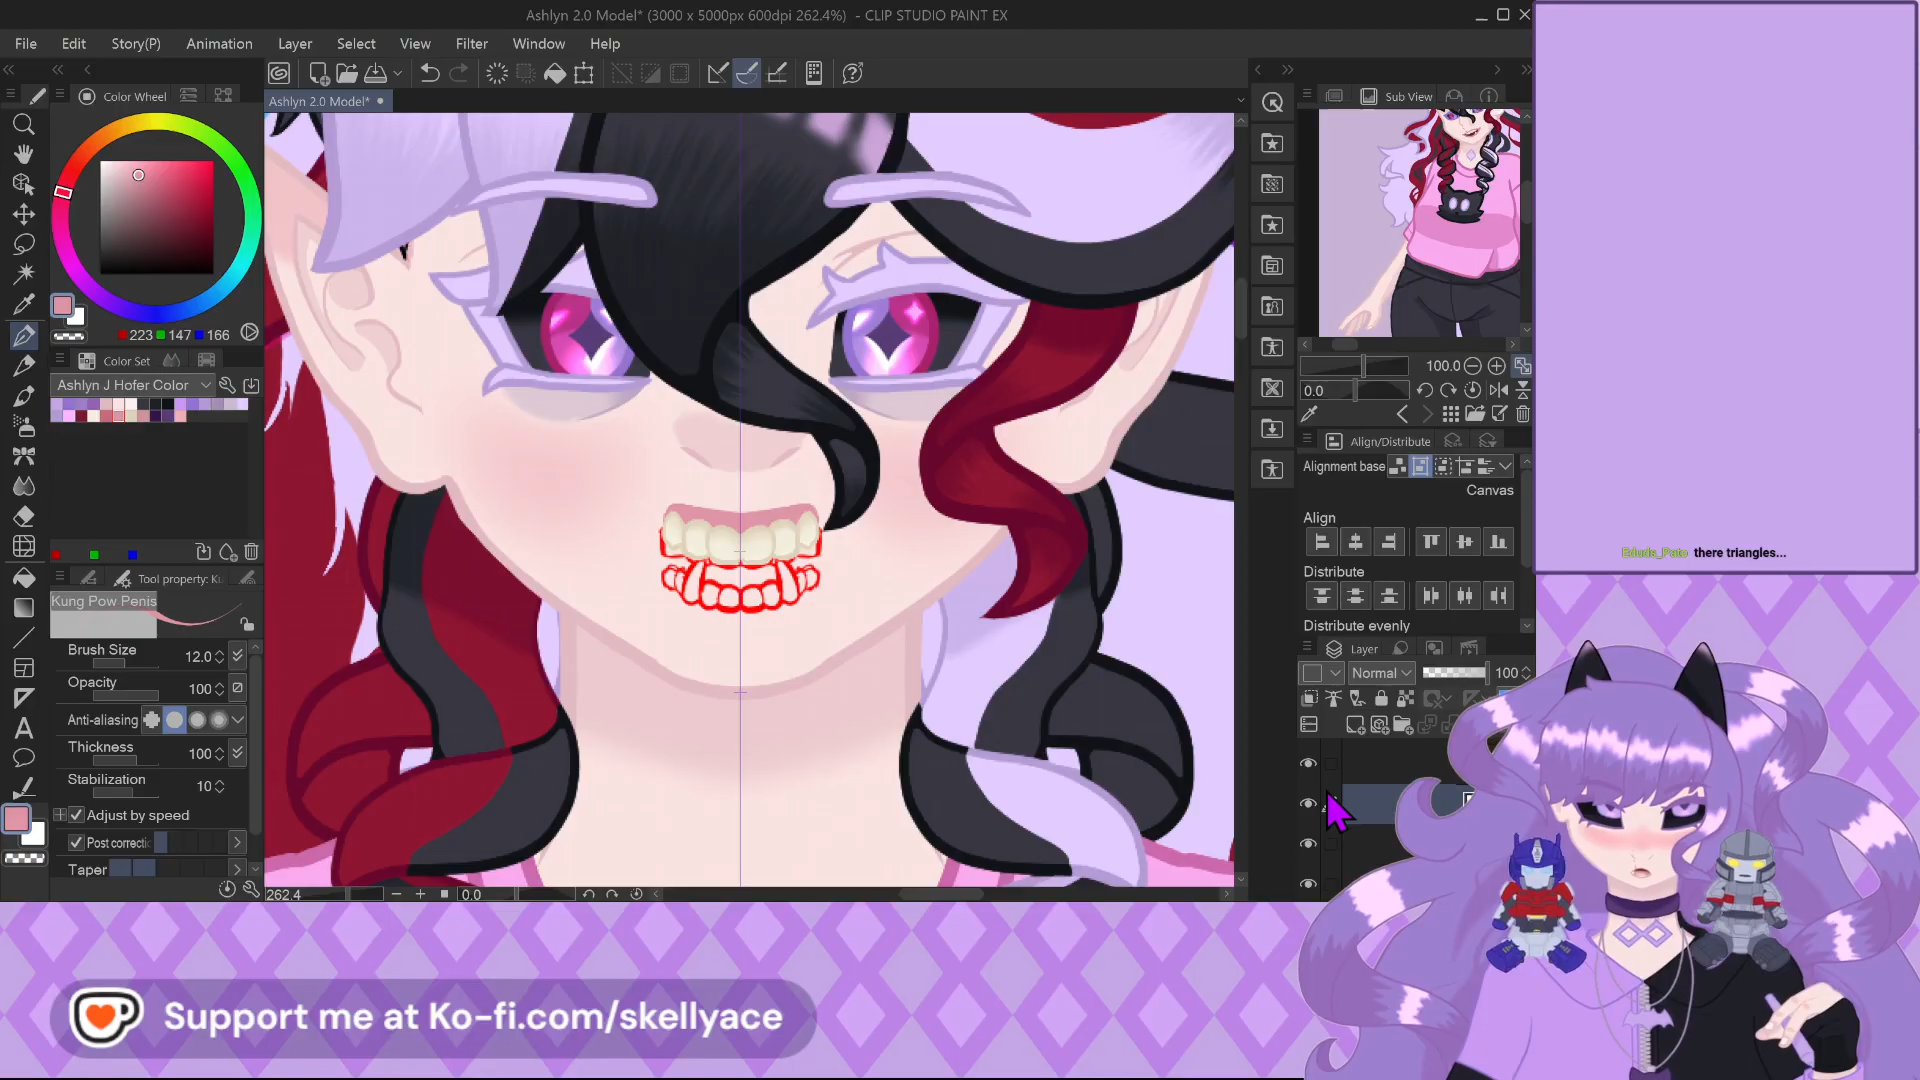 Ashlyn 2.0 Model* (3000 x 5000px 600dpi 262.4%) - CLIP STUDIO PAINT EX
File Edit Story(P) Animation Layer Select View Filter Window Help
Color Wheel
Ashlyn 2.0 Model*
Sub View
223 147 166
Color Set
Ashlyn J Hofer Color
100.0
0.0
Align/Distribute
Alignment base
Canvas
Align
Distribute
Distribute evenly
Tool property: Ku
Kung Pow Penis
Brush Size 12.0
Opacity 100
Anti-aliasing
Thickness 100
Stabilization 10
Adjust by speed
Post correctic
Taper
262.4
0.0
Layer
Normal 100
there triangles...
Support me at Ko-fi.com/skellyace